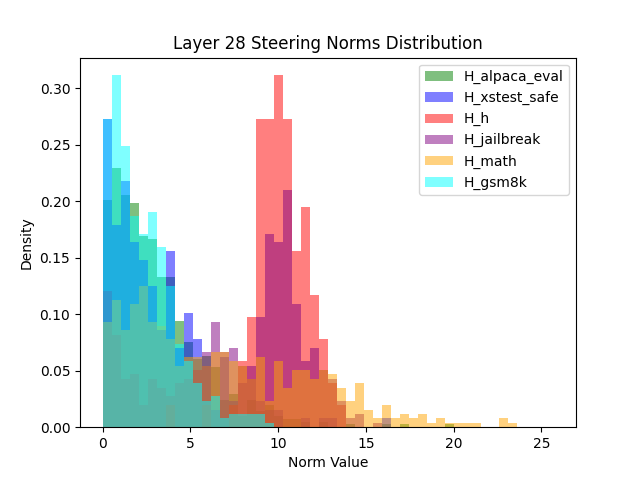 Layer 28 Steering Norms Distribution
H_alpaca_eval
H_xstest_safe
H_h
H_jailbreak
H_math
H_gsm8k
Density
0.30
0.25
0.20
0.15
0.10
0.05
0.00
0 5 10 15 20 25
Norm Value